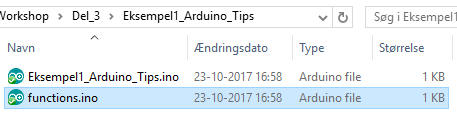 Workshop > Del_3 > Eksempel1_Arduino_Tips
Søg i Eksempel1
Navn Ændringsdato Type Størrelse
Eksempel1_Arduino_Tips.ino 23-10-2017 16:58 Arduino file 1 KB
functions.ino 23-10-2017 16:58 Arduino file 1 KB